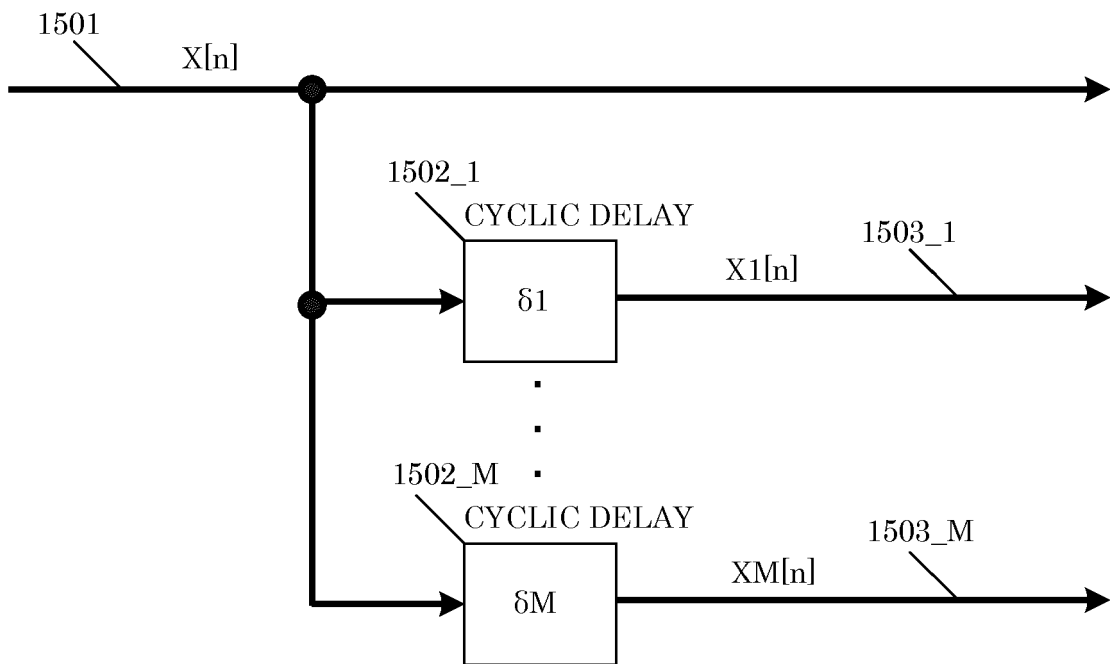 1501
X[n]
1502_1
CYCLIC DELAY
δ1
X1[n]
1503_1
1502_M
CYCLIC DELAY
δM
XM[n]
1503_M